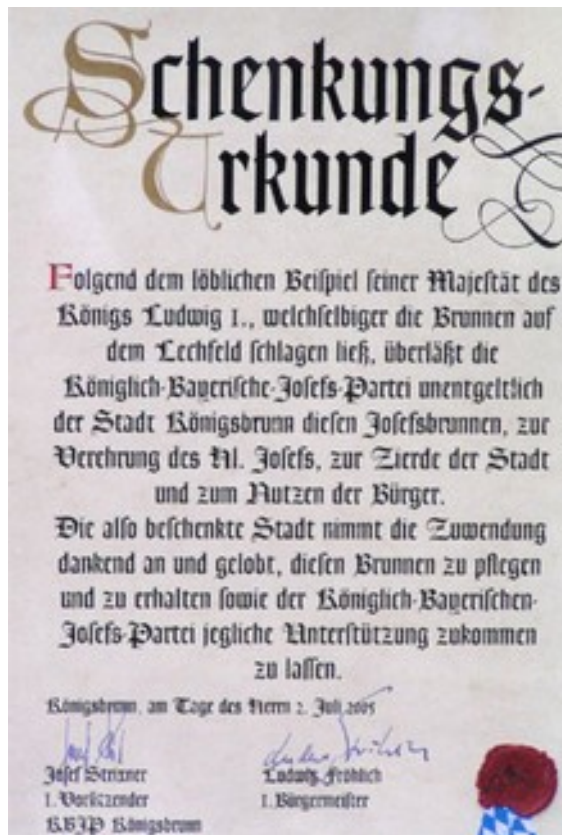 Schenkungs-
Urkunde
Folgend dem löblichen Beiſpiel ſeiner Majeſtät des
Königs Ludwig I., welchſelbiger die Brunnen auf
dem Lechfeld ſchlagen ließ, überläßt die
Königlich-Bayeriſche-Joſefs-Partei unentgeltlich
der Stadt Königsbrunn dieſen Joſefsbrunnen, zur
Verehrung des Hl. Joſefs, zur Zierde der Stadt
und zum Nutzen der Bürger.
Die alſo beſchenkte Stadt nimmt die Zuwendung
dankend an und gelobt, dieſen Brunnen zu pflegen
und zu erhalten ſowie der Königlich-Bayeriſchen-
Joſefs-Partei jegliche Unterſtützung zukommen
zu laſſen.
Königsbrunn, am Tage des Herrn 2. Juli 2005
Joſef Ludwig Fröhlich
1. Vorſitzender 1. Bürgermeiſter
KBJP Königsbrunn